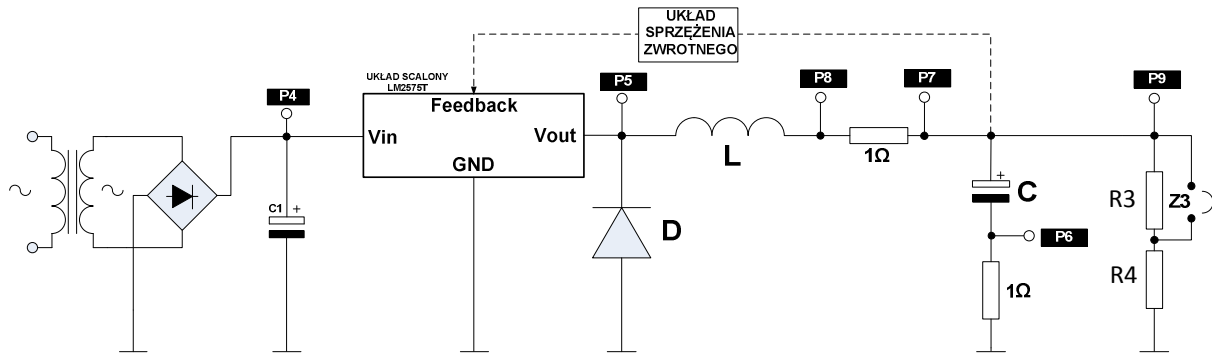 UKŁAD
SPRZĘŻENIA
ZWROTNEGO
UKŁAD SCALONY
LM2575T
P4
Feedback
Vin
Vout
GND
P5
P8
P7
P9
L
1Ω
C1
+
D
+
C
P6
1Ω
R3
Z3
R4